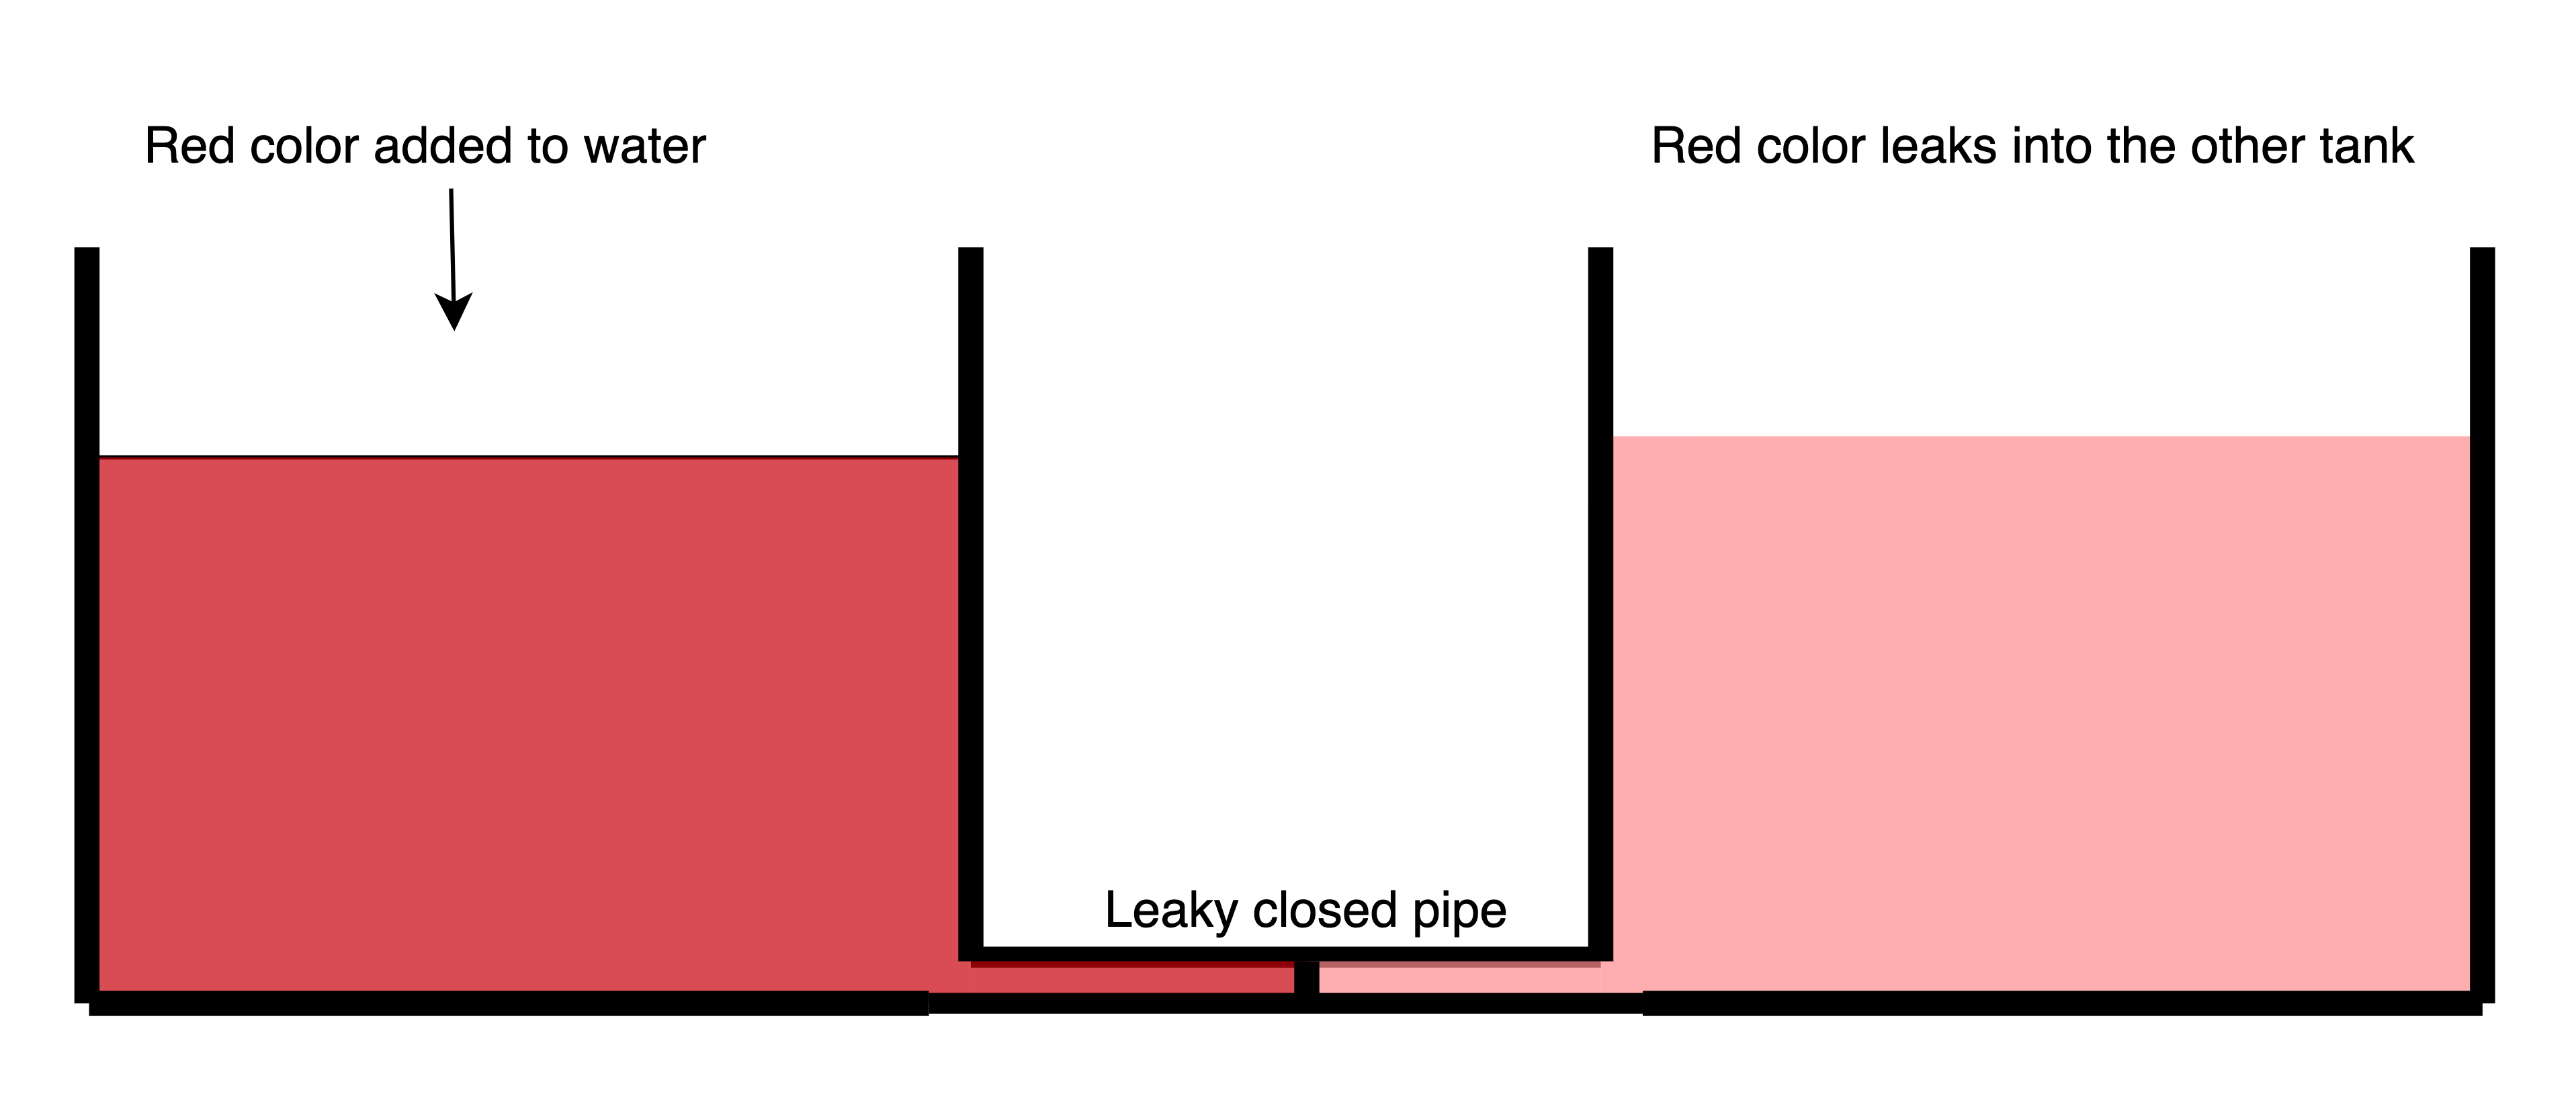 Red color added to water
Red color leaks into the other tank
Leaky closed pipe